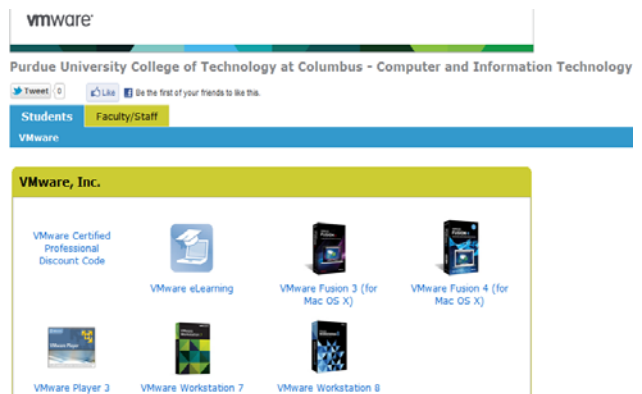 vmware
Purdue University College of Technology at Columbus - Computer and Information Technology
Tweet 0 Like Be the first of your friends to like this.
Students Faculty/Staff
VMware
VMware, Inc.
VMware Certified
Professional
Discount Code
VMware eLearning
VMware Fusion 3 (for
Mac OS X)
VMware Fusion 4 (for
Mac OS X)
VMware Player 3
VMware Workstation 7
VMware Workstation 8